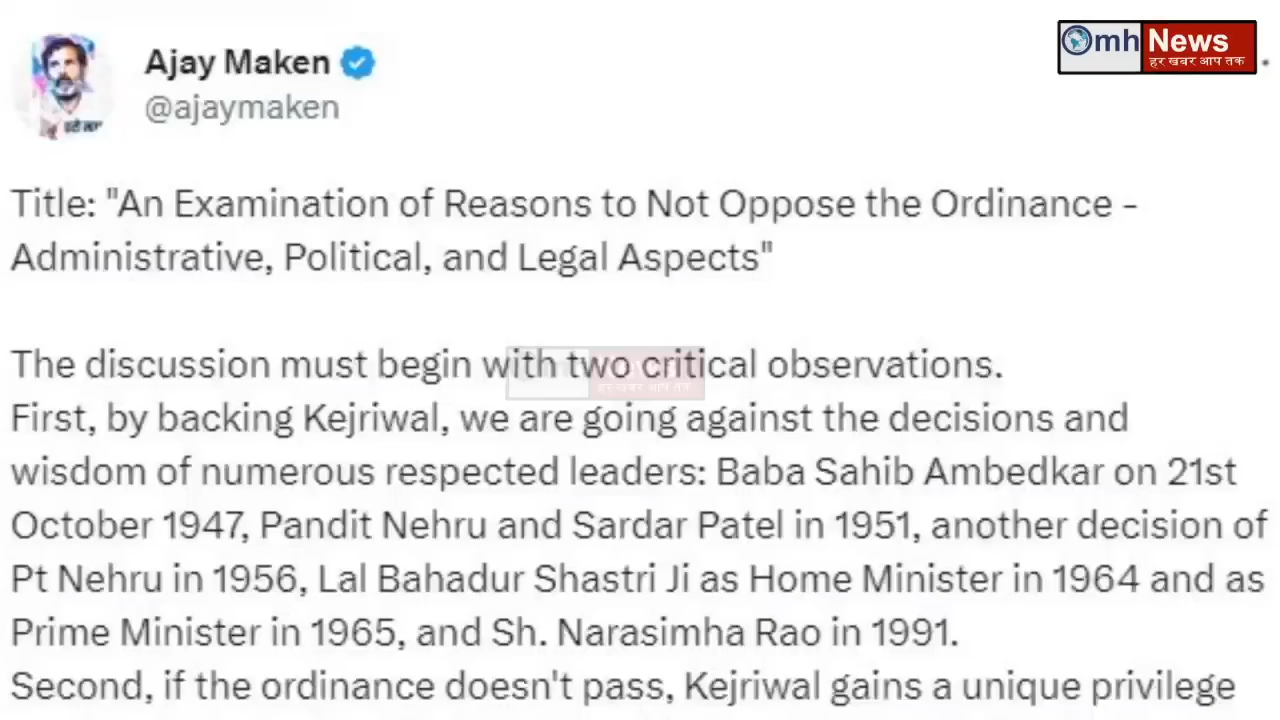 Ajay Maken
@ajaymaken
Omh News
हर खबर आप तक
Title: "An Examination of Reasons to Not Oppose the Ordinance -
Administrative, Political, and Legal Aspects"
The discussion must begin with two critical observations.
First, by backing Kejriwal, we are going against the decisions and
wisdom of numerous respected leaders: Baba Sahib Ambedkar on 21st
October 1947, Pandit Nehru and Sardar Patel in 1951, another decision of
Pt Nehru in 1956, Lal Bahadur Shastri Ji as Home Minister in 1964 and as
Prime Minister in 1965, and Sh. Narasimha Rao in 1991.
Second, if the ordinance doesn't pass, Kejriwal gains a unique privilege